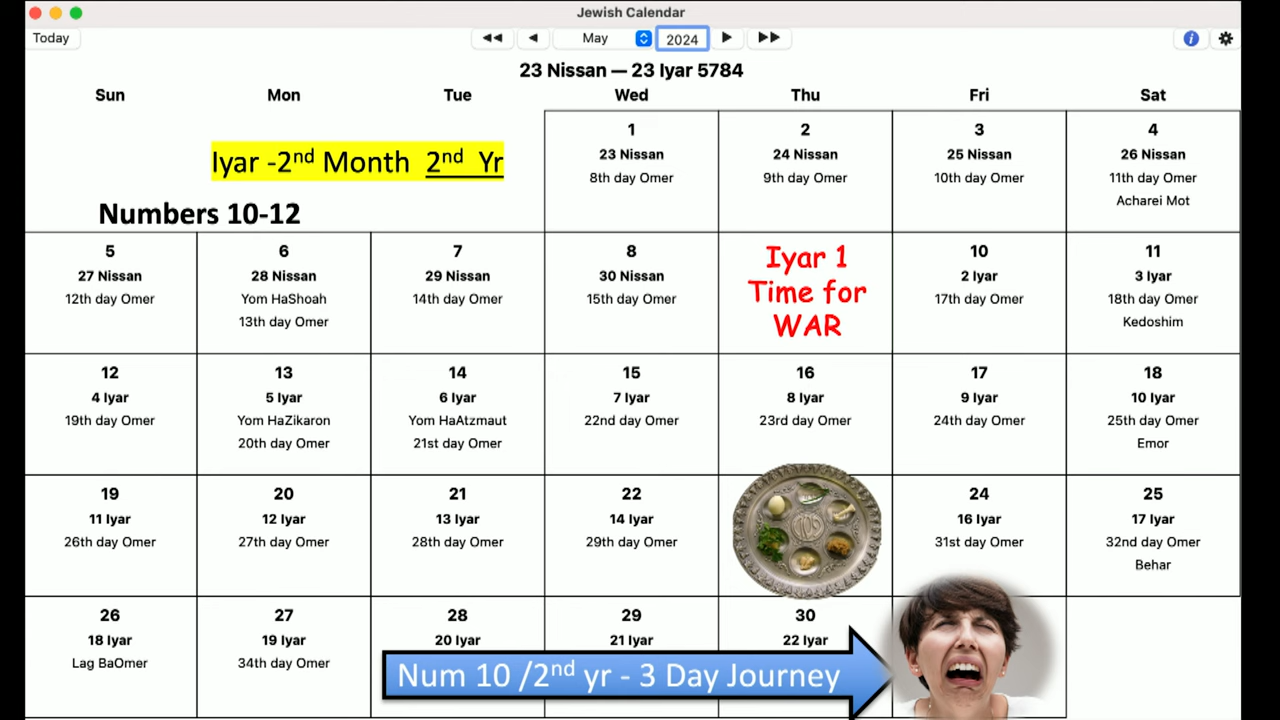 Jewish Calendar
Today
May
2024
23 Nissan — 23 Iyar 5784
Sun Mon Tue Wed Thu Fri Sat
Iyar -2nd Month 2nd Yr
Numbers 10-12
1
23 Nissan
8th day Omer
2
24 Nissan
9th day Omer
3
25 Nissan
10th day Omer
4
26 Nissan
11th day Omer
Acharei Mot
5
27 Nissan
12th day Omer
6
28 Nissan
Yom HaShoah
13th day Omer
7
29 Nissan
14th day Omer
8
30 Nissan
15th day Omer
Iyar 1
Time for
WAR
10
2 Iyar
17th day Omer
11
3 Iyar
18th day Omer
Kedoshim
12
4 Iyar
19th day Omer
13
5 Iyar
Yom HaZikaron
20th day Omer
14
6 Iyar
Yom HaAtzmaut
21st day Omer
15
7 Iyar
22nd day Omer
16
8 Iyar
23rd day Omer
17
9 Iyar
24th day Omer
18
10 Iyar
25th day Omer
Emor
19
11 Iyar
26th day Omer
20
12 Iyar
27th day Omer
21
13 Iyar
28th day Omer
22
14 Iyar
29th day Omer
24
16 Iyar
31st day Omer
25
17 Iyar
32nd day Omer
Behar
26
18 Iyar
Lag BaOmer
27
19 Iyar
34th day Omer
28
20 Iyar
29
21 Iyar
30
22 Iyar
Num 10 /2nd yr - 3 Day Journey